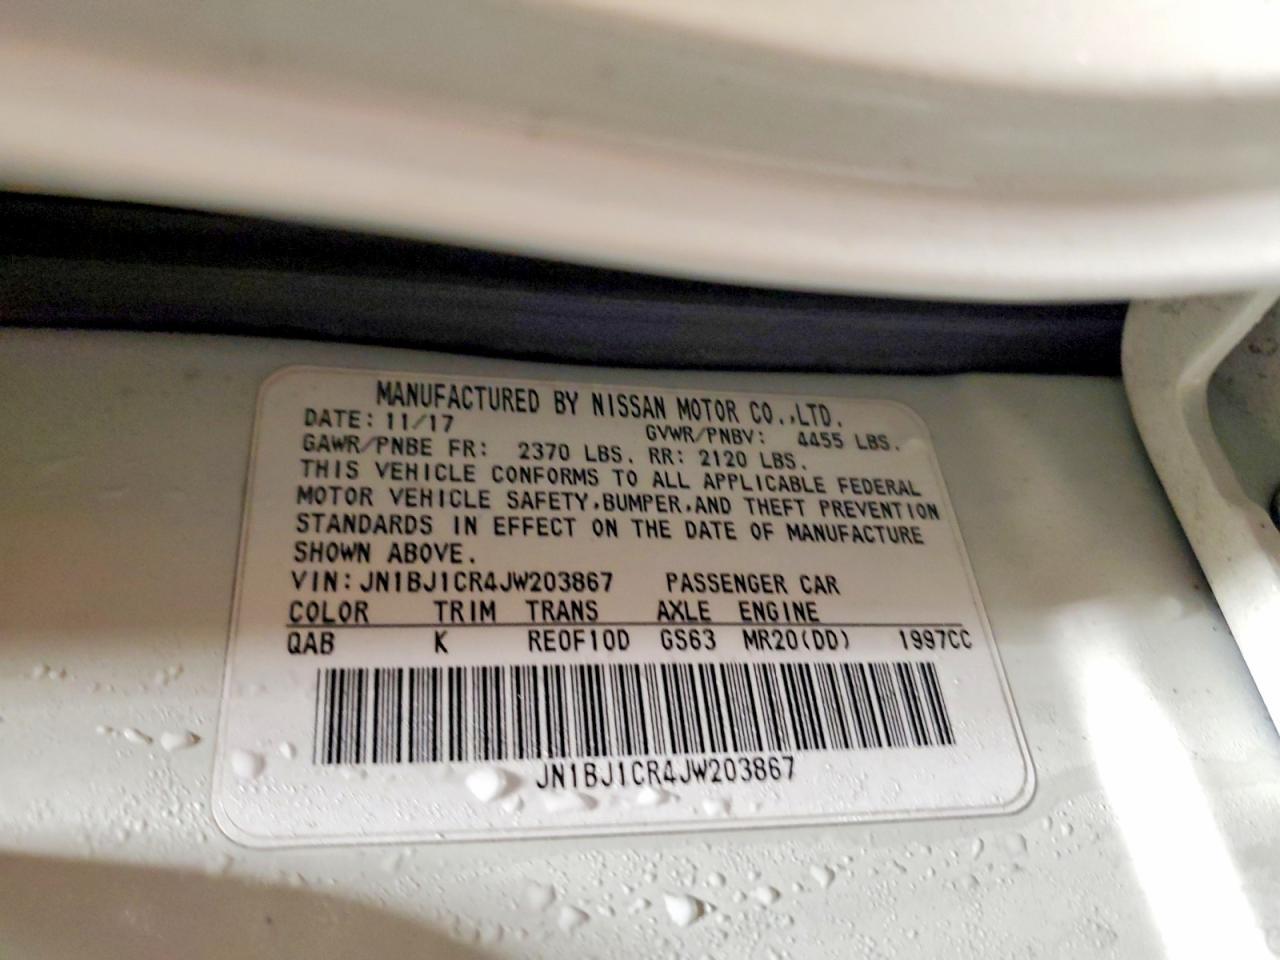 MANUFACTURED BY NISSAN MOTOR CO.,LTD.
DATE: 11/17 GVWR/PNBV: 4455 LBS.
GAWR/PNBE FR: 2370 LBS. RR: 2120 LBS.
THIS VEHICLE CONFORMS TO ALL APPLICABLE FEDERAL
MOTOR VEHICLE SAFETY,BUMPER,AND THEFT PREVENTION
STANDARDS IN EFFECT ON THE DATE OF MANUFACTURE
SHOWN ABOVE.
VIN: JN1BJ1CR4JW203867 PASSENGER CAR
COLOR TRIM TRANS AXLE ENGINE
QAB K RE0F10D GS63 MR20(DD) 1997CC
JN1BJ1CR4JW203867